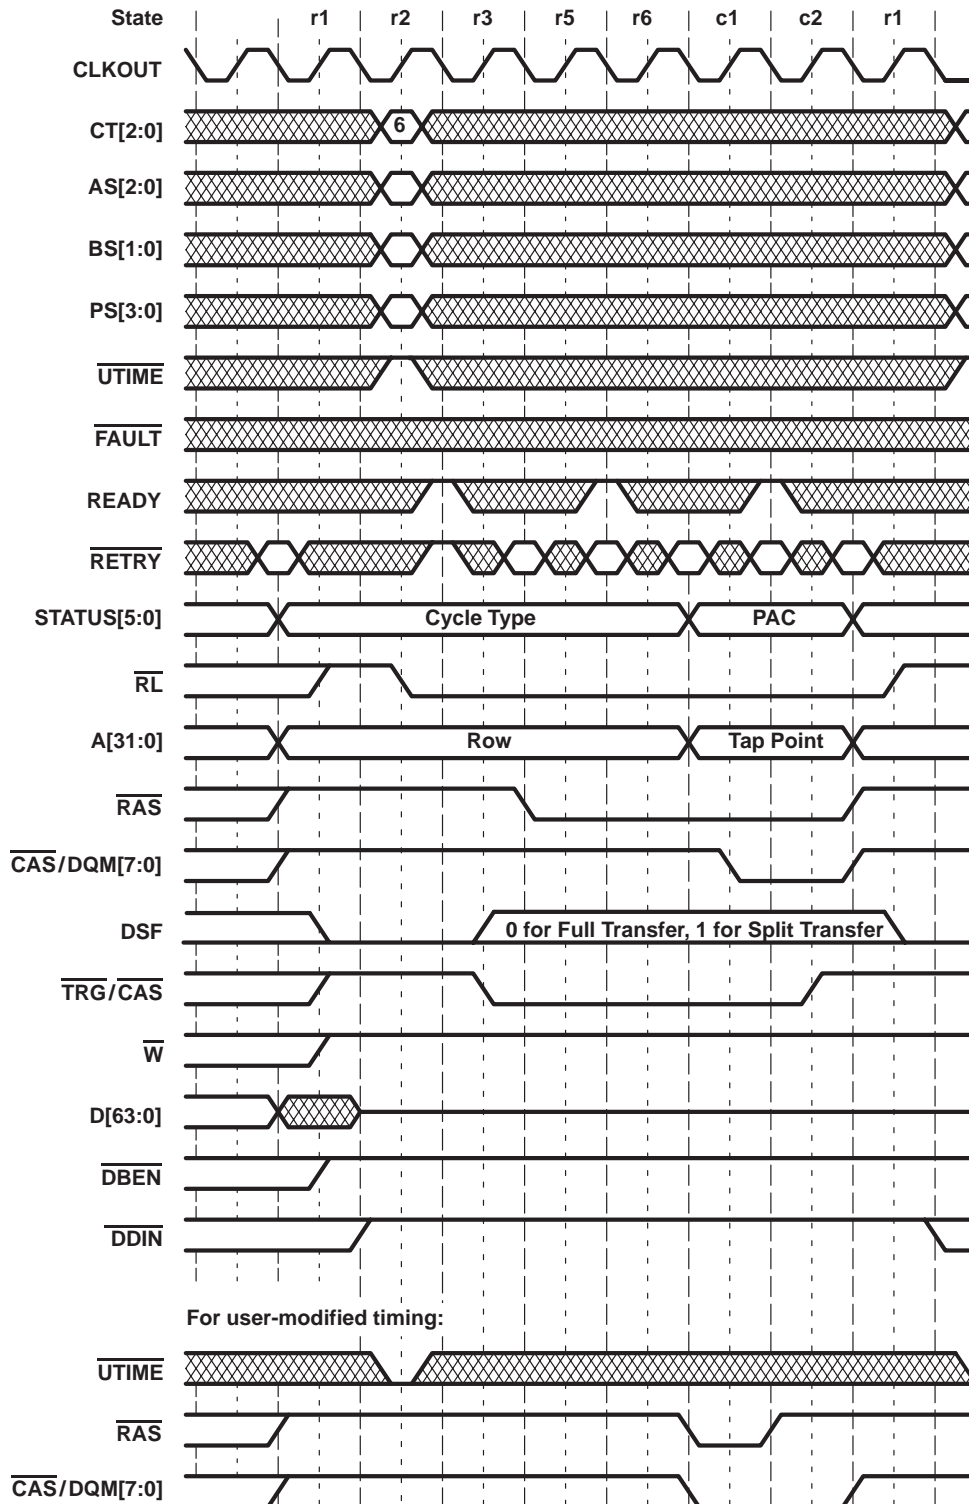 State r1 r2 r3 r5 r6 c1 c2 r1
CLKOUT
CT[2:0] 6
AS[2:0]
BS[1:0]
PS[3:0]
UTIME
FAULT
READY
RETRY
STATUS[5:0] Cycle Type PAC
RL
A[31:0] Row Tap Point
RAS
CAS/DQM[7:0]
DSF 0 for Full Transfer, 1 for Split Transfer
TRG/CAS
W
D[63:0]
DBEN
DDIN
For user-modified timing:
UTIME
RAS
CAS/DQM[7:0]